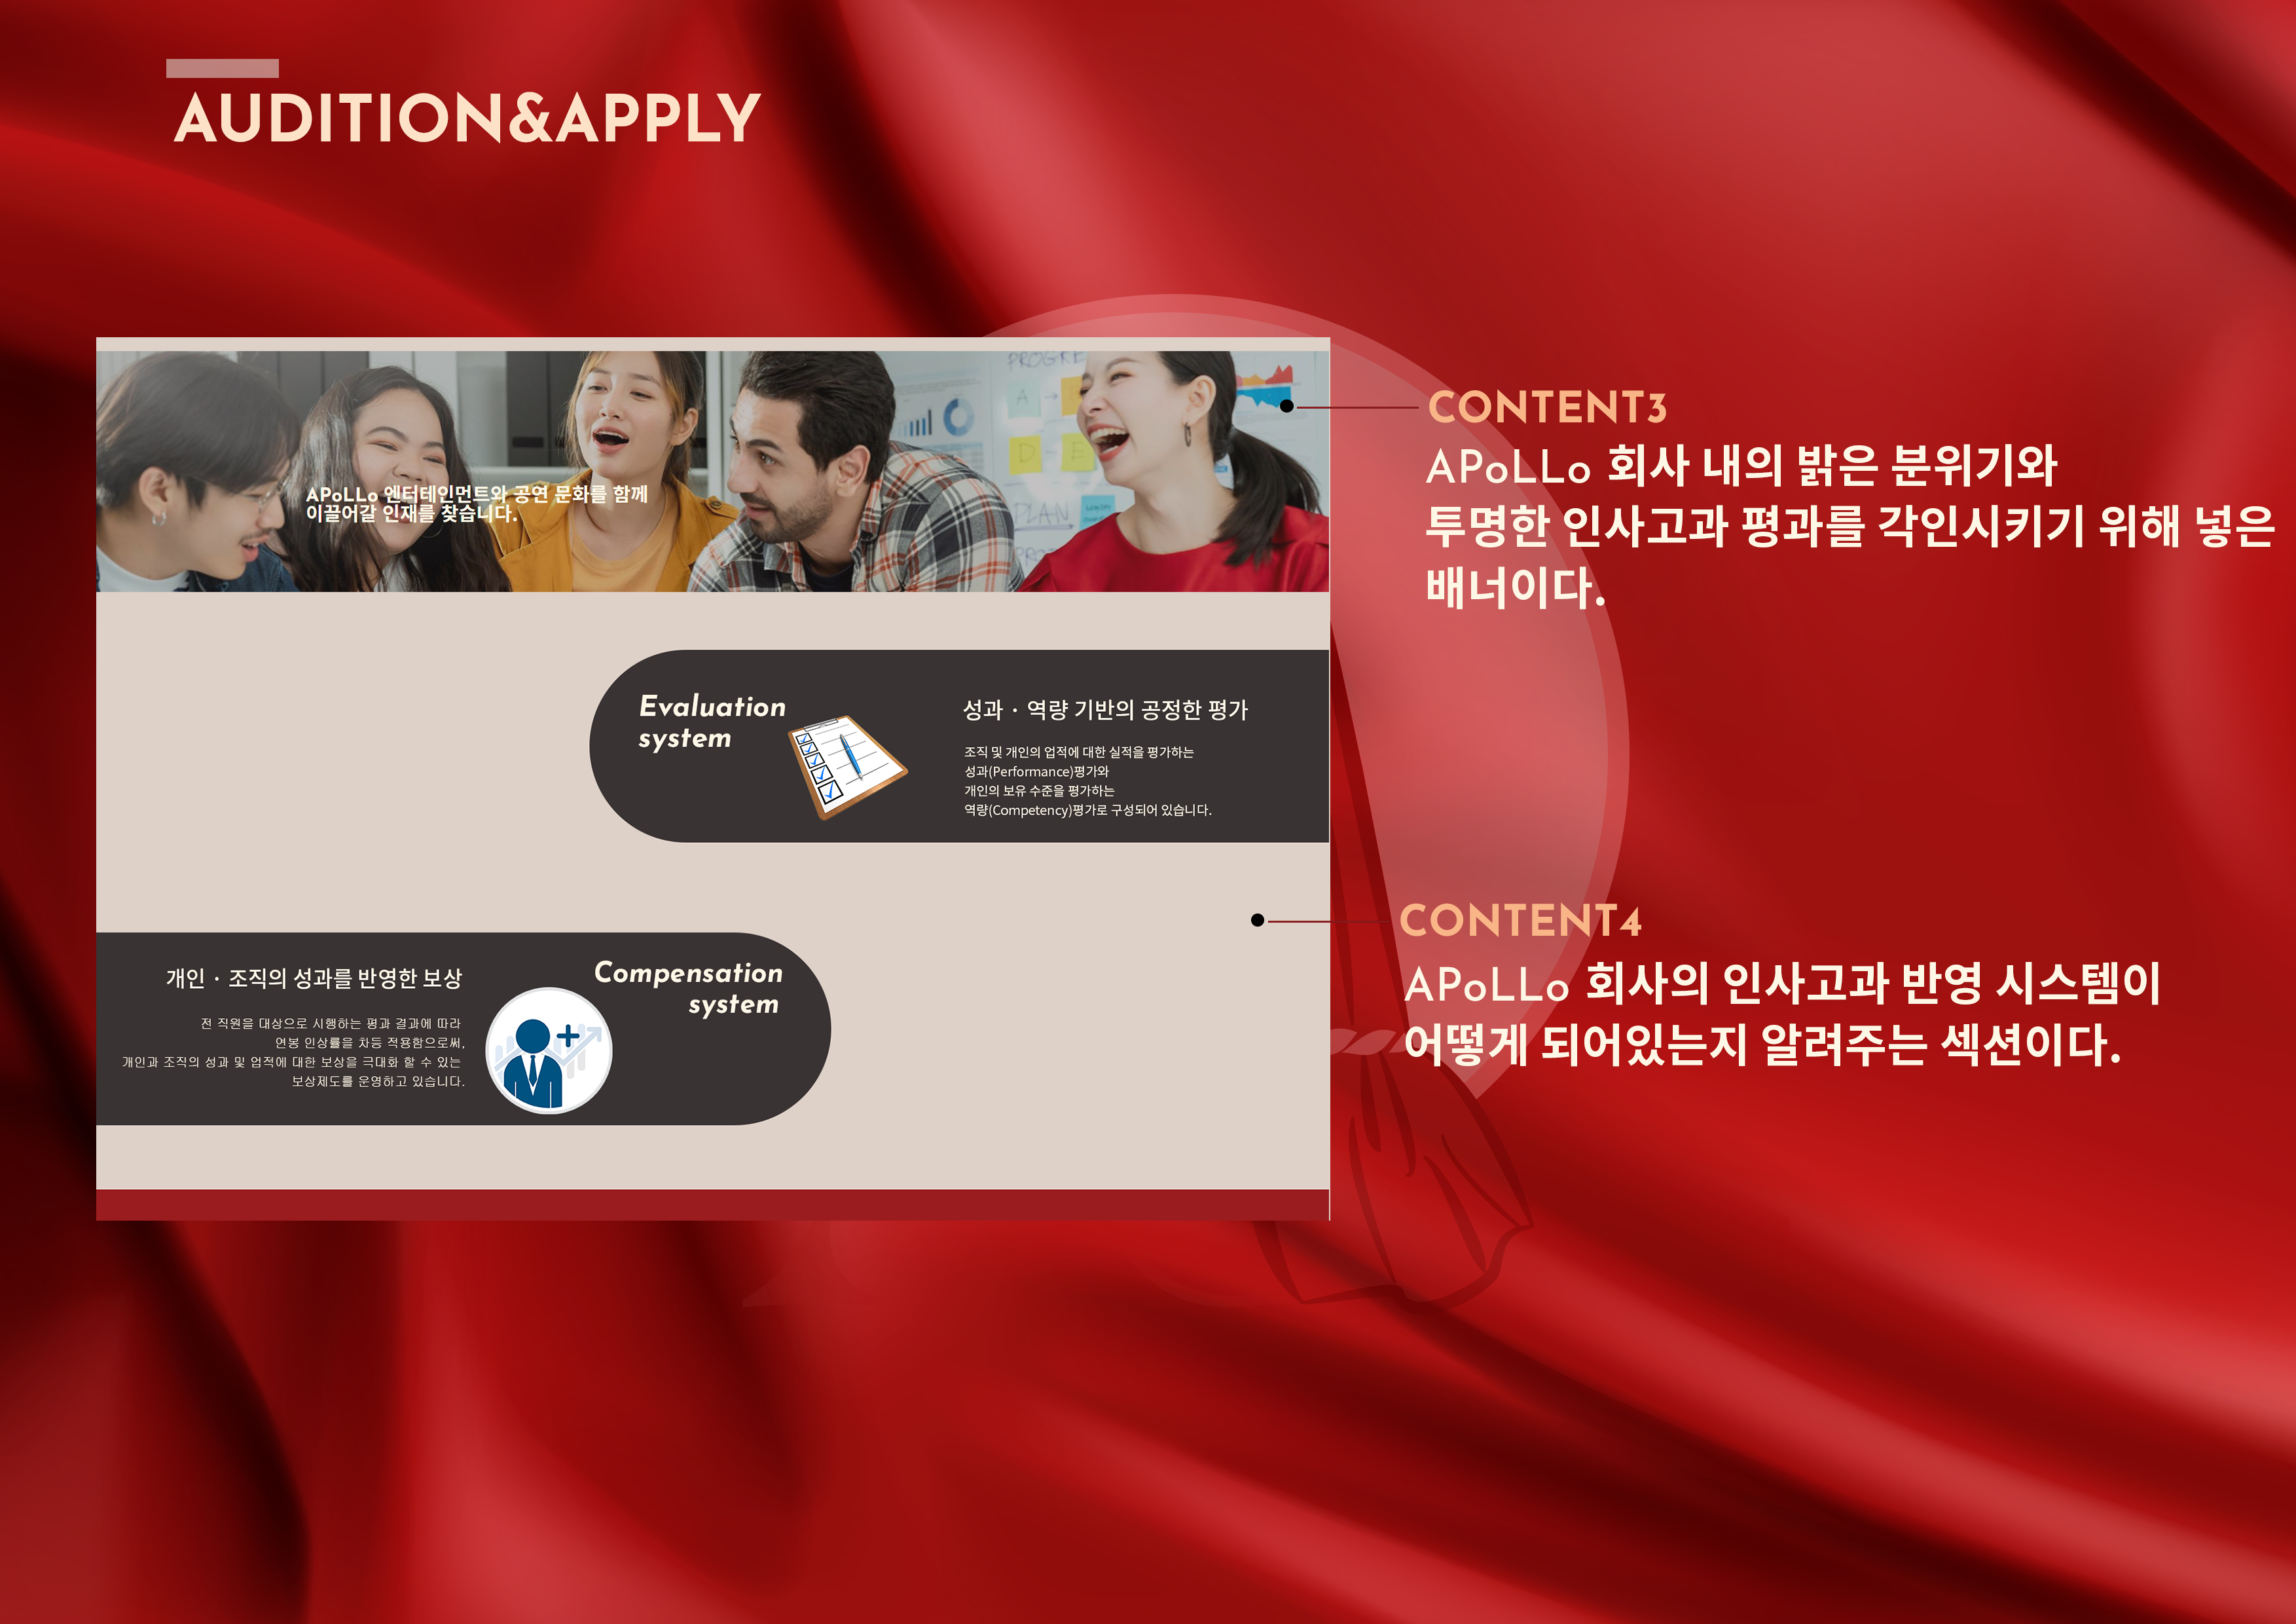 AUDITION&APPLY
PROGRE
A
D
E
PLAN
APoLLo 엔터테인먼트와 공연 문화를 함께
이끌어갈 인재를 찾습니다.
CONTENT3
APoLLo 회사 내의 밝은 분위기와
투명한 인사고과 평과를 각인시키기 위해 넣은
배너이다.
Evaluation
system
성과 · 역량 기반의 공정한 평가
조직 및 개인의 업적에 대한 실적을 평가하는
성과(Performance)평가와
개인의 보유 수준을 평가하는
역량(Competency)평가로 구성되어 있습니다.
CONTENT4
APoLLo 회사의 인사고과 반영 시스템이
어떻게 되어있는지 알려주는 섹션이다.
개인 · 조직의 성과를 반영한 보상
전 직원을 대상으로 시행하는 평과 결과에 따라
연봉 인상률을 차등 적용함으로써,
개인과 조직의 성과 및 업적에 대한 보상을 극대화 할 수 있는
보상제도를 운영하고 있습니다.
Compensation
system